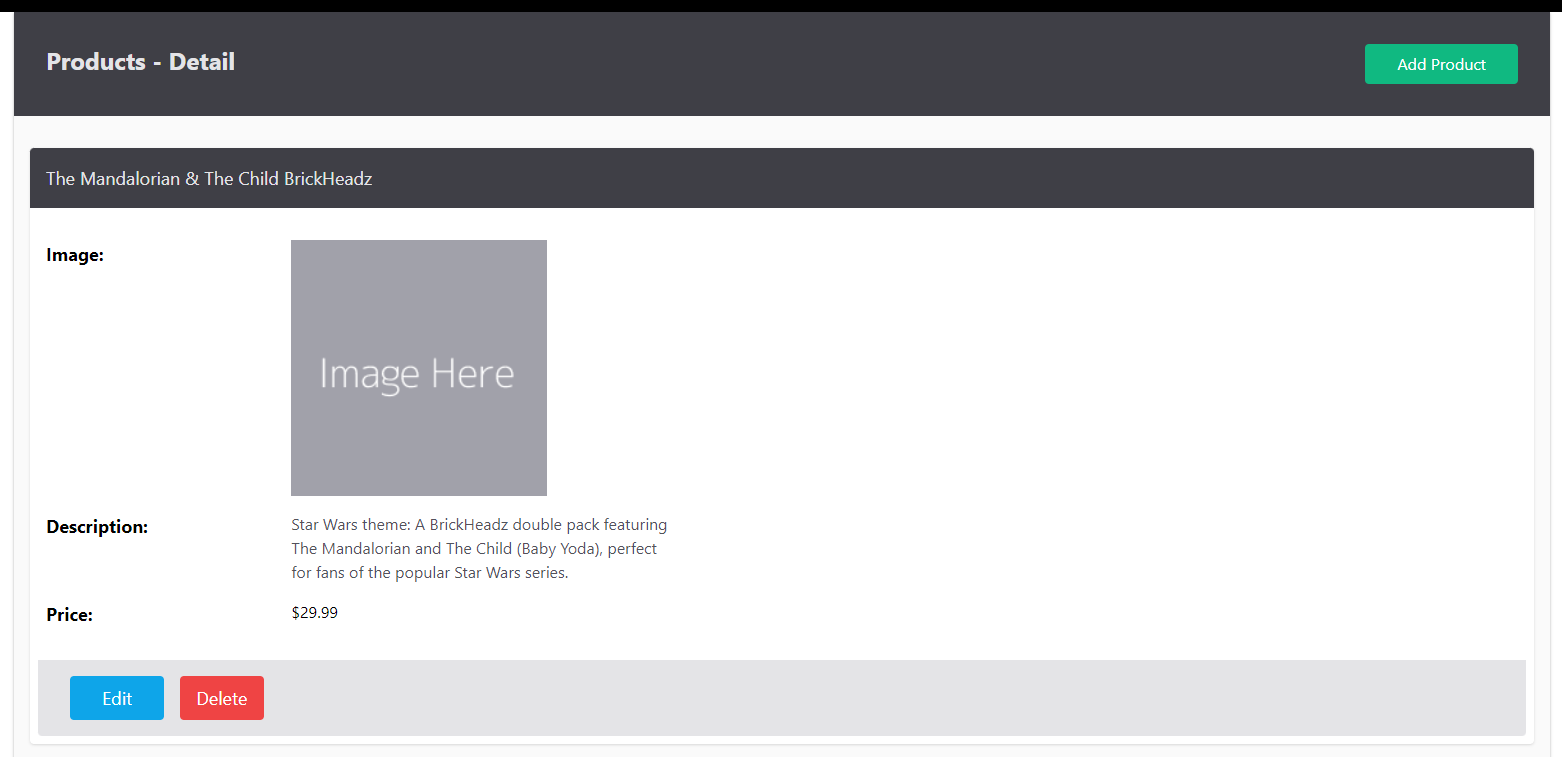 Products - Detail
Add Product
The Mandalorian & The Child BrickHeadz
Image:
Image Here
Description:
Star Wars theme: A BrickHeadz double pack featuring
The Mandalorian and The Child (Baby Yoda), perfect
for fans of the popular Star Wars series.
Price:
$29.99
Edit
Delete